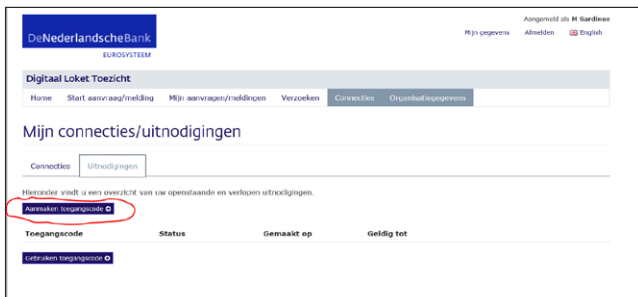 Aangemeld als M Sardines
DeNederlandscheBank
EUROSYSTEEM
Mijn gegevens Afmelden English
Digitaal Loket Toezicht
Home Start aanvraag/melding Mijn aanvragen/meldingen Verzoeken Connecties Organisatiegegevens
Mijn connecties/uitnodigingen
Connecties Uitnodigingen
Hieronder vindt u een overzicht van uw openstaande en verlopen uitnodigingen.
Aanmaken toegangscode
Toegangscode Status Gemaakt op Geldig tot
Gebruiken toegangscode